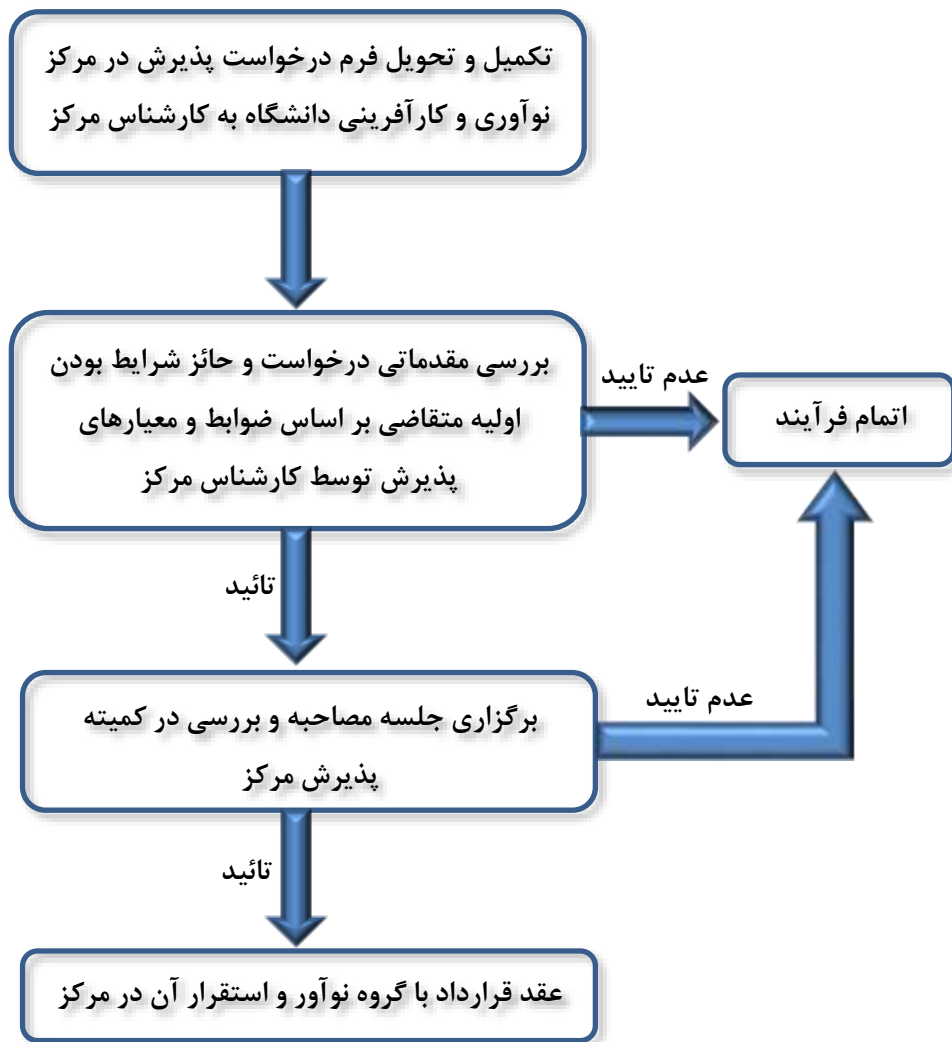 تکمیل و تحویل فرم درخواست پذیرش در مرکز
نوآوری و کارآفرینی دانشگاه به کارشناس مرکز
بررسی مقدماتی درخواست و حائز شرایط بودن
اولیه متقاضی بر اساس ضوابط و معیارهای
پذیرش توسط کارشناس مرکز
عدم تایید
اتمام فرآیند
تائید
برگزاری جلسه مصاحبه و بررسی در کمیته
پذیرش مرکز
عدم تایید
تائید
عقد قرارداد با گروه نوآور و استقرار آن در مرکز